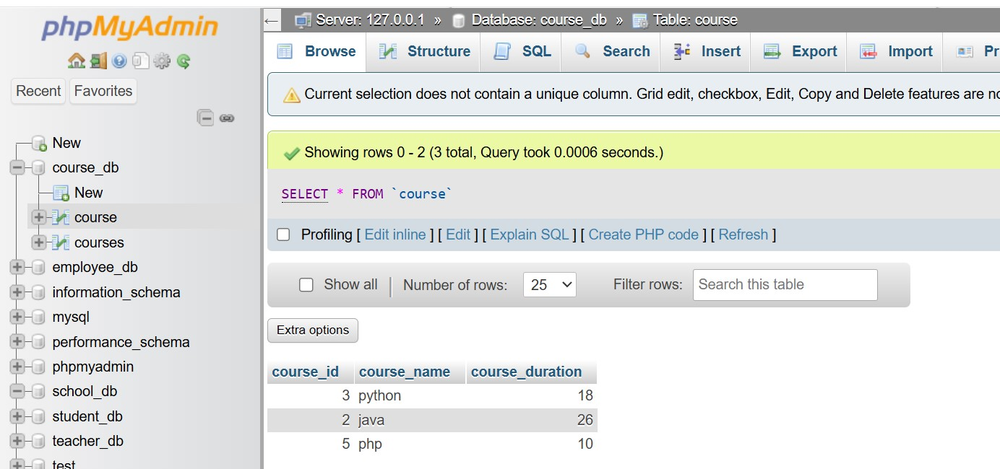 phpMyAdmin
Recent Favorites
New
course_db
New
course
courses
employee_db
information_schema
mysql
performance_schema
phpmyadmin
school_db
student_db
teacher_db
test
Server: 127.0.0.1 » Database: course_db » Table: course
Browse Structure SQL Search Insert Export Import Pr
Current selection does not contain a unique column. Grid edit, checkbox, Edit, Copy and Delete features are no
Showing rows 0 - 2 (3 total, Query took 0.0006 seconds.)
SELECT * FROM `course`
Profiling [ Edit inline ] [ Edit ] [ Explain SQL ] [ Create PHP code ] [ Refresh ]
Show all | Number of rows: 25 Filter rows: Search this table
Extra options
course_id course_name course_duration
3 python 18
2 java 26
5 php 10